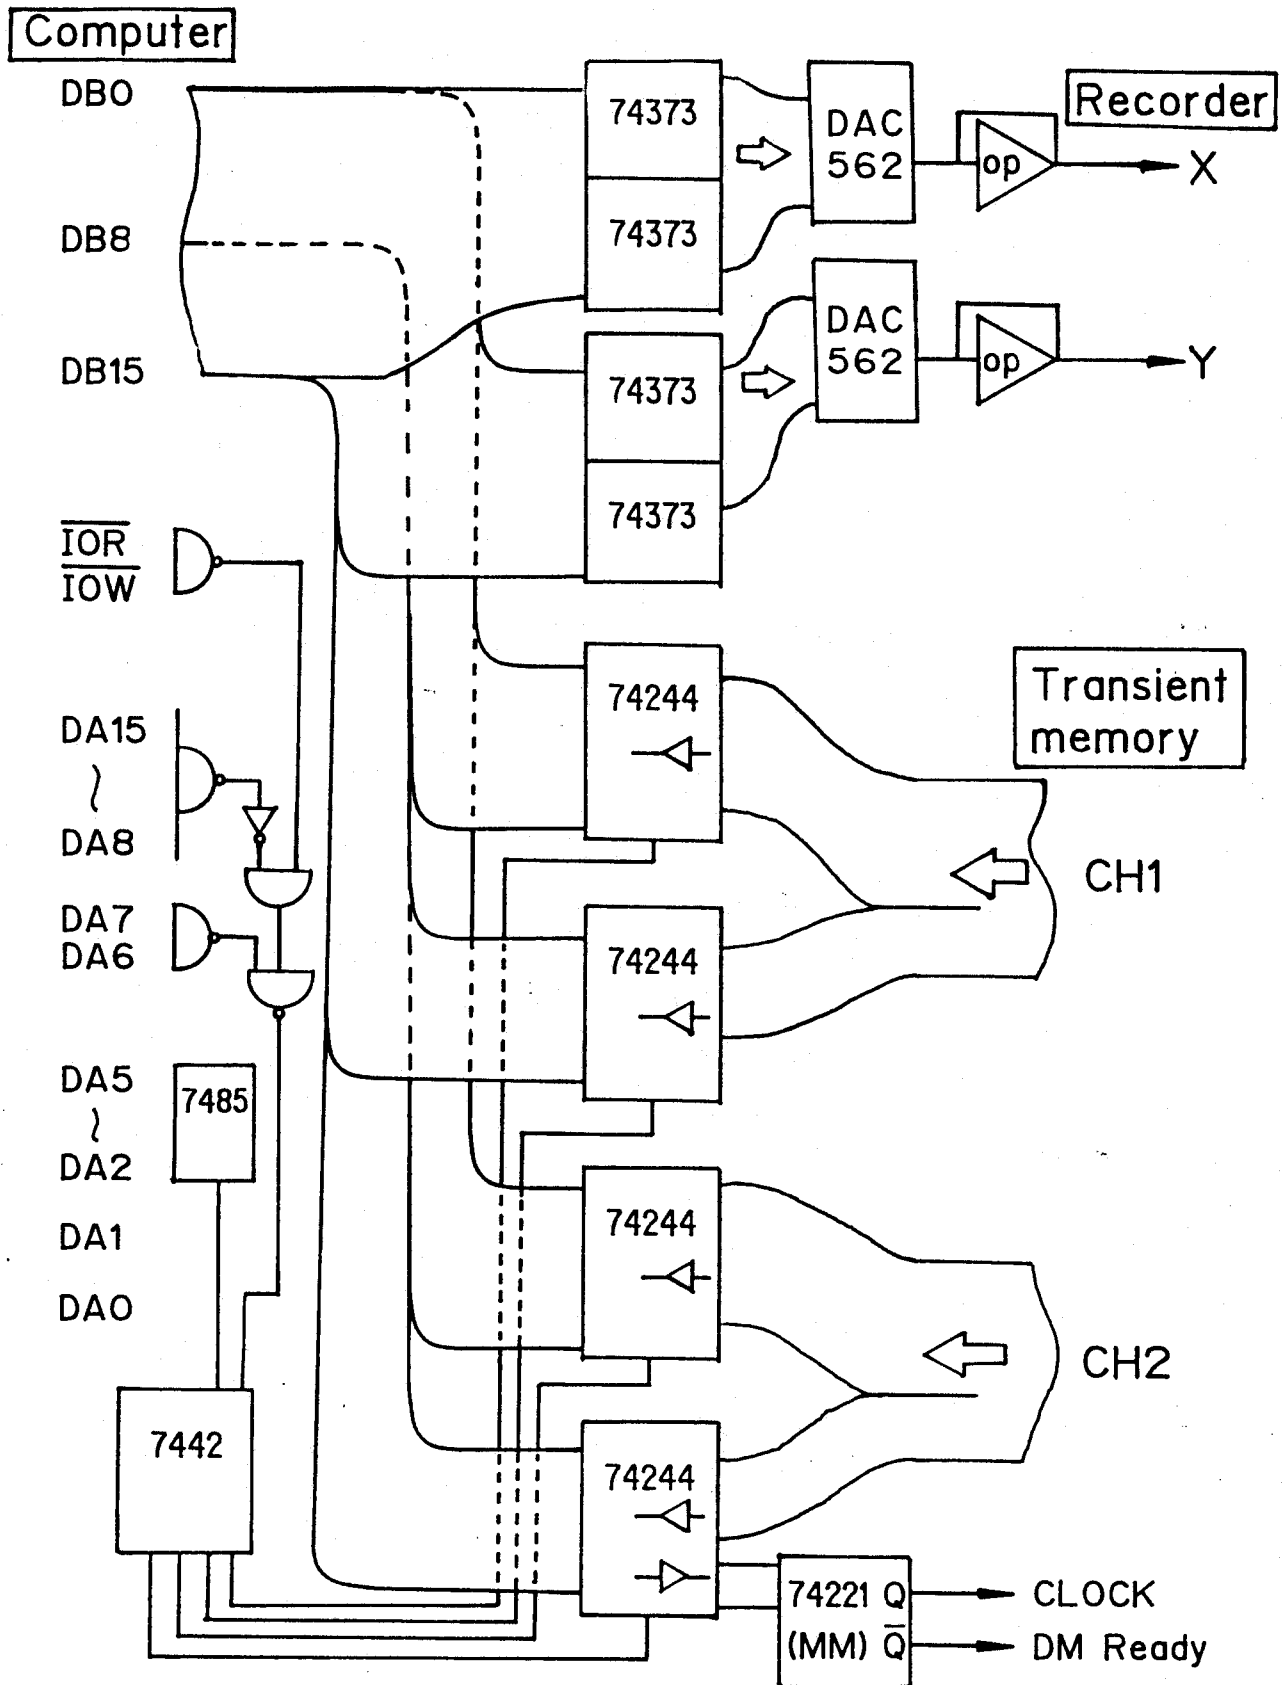 Computer
DB0
DB8
DB15
IOR
IOW
DA15
~
DA8
DA7
DA6
DA5
~
DA2
DA1
DA0
7485
7442
74373
74373
74373
74373
74244
74244
74244
74244
DAC
562
op
X
DAC
562
op
Y
Recorder
Transient
memory
CH1
CH2
74221 Q
(MM) Q̅
CLOCK
DM Ready